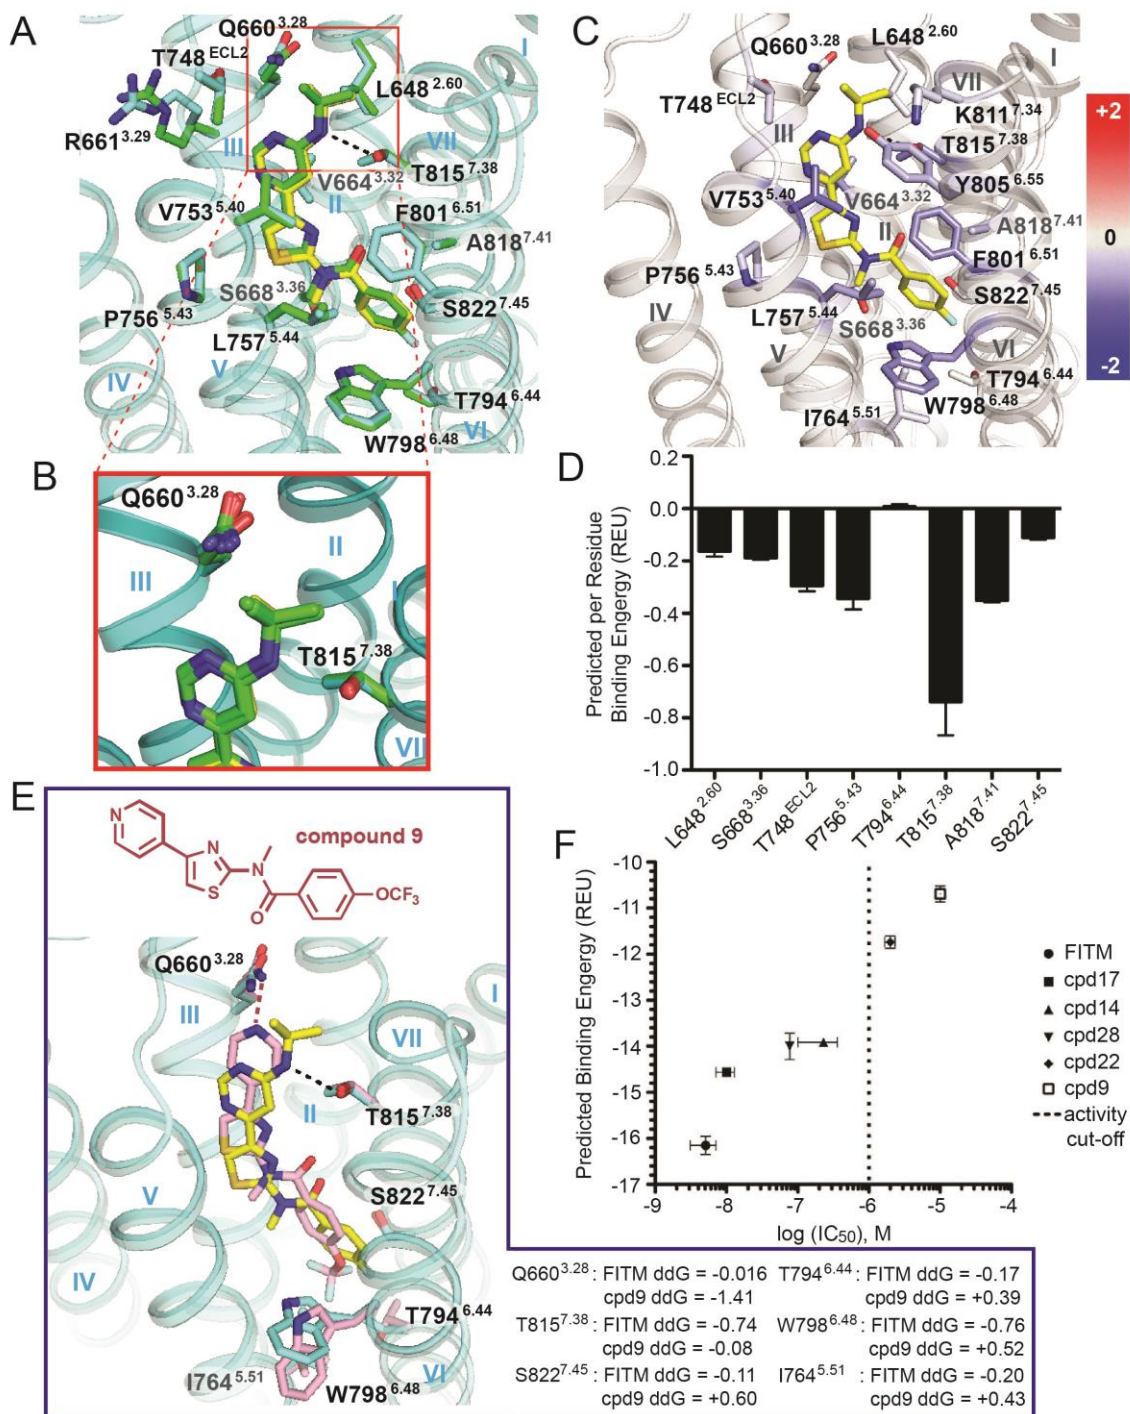 A
Q660^3.28
T748^ECL2
I
L648^2.60
R661^3.29
III
VII
T815^7.38
V664^3.32
V753^5.40
II
F801^6.51
A818^7.41
S668^3.36
P756^5.43
S822^7.45
L757^5.44
V
IV
T794^6.44
W798^6.48
VI
C
Q660^3.28
L648^2.60
I
T748^ECL2
VII
K811^7.34
III
T815^7.38
Y805^6.55
V753^5.40
V664^3.32
II
A818^7.41
P756^5.43
F801^6.51
S822^7.45
L757^5.44
IV
S668^3.36
V
VI
T794^6.44
W798^6.48
I764^5.51
+2
0
-2
B
Q660^3.28
II
III
I
T815^7.38
VII
D
Predicted per Residue
Binding Engergy (REU)
0.2
0.0
-0.2
-0.4
-0.6
-0.8
-1.0
L648^2.60
S668^3.36
T748^ECL2
P756^5.43
T794^6.44
T815^7.38
A818^7.41
S822^7.45
E
compound 9
N
N
N
S
O
OCF3
Q660^3.28
III
I
VII
II
T815^7.38
V
S822^7.45
IV
T794^6.44
I764^5.51
VI
W798^6.48
F
Predicted Binding Engergy (REU)
-10
-11
-12
-13
-14
-15
-16
-17
-9
-8
-7
-6
-5
-4
log (IC50), M
FITM
cpd17
cpd14
cpd28
cpd22
cpd9
activity
cut-off
Q660^3.28: FITM ddG = -0.016
cpd9 ddG = -1.41
T815^7.38: FITM ddG = -0.74
cpd9 ddG = -0.08
S822^7.45: FITM ddG = -0.11
cpd9 ddG = +0.60
T794^6.44: FITM ddG = -0.17
cpd9 ddG = +0.39
W798^6.48: FITM ddG = -0.76
cpd9 ddG = +0.52
I764^5.51: FITM ddG = -0.20
cpd9 ddG = +0.43